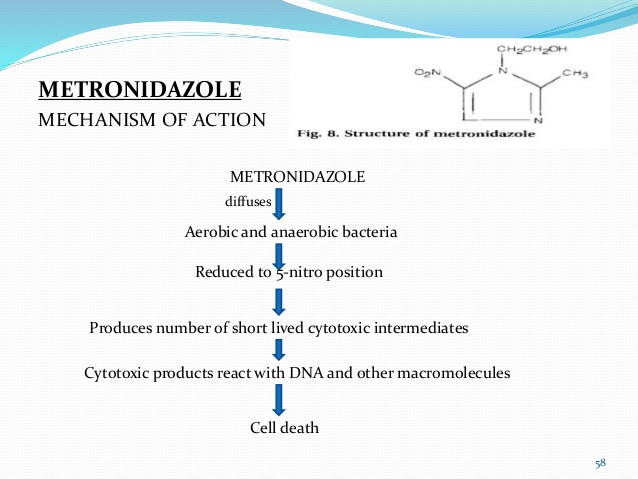 CH₂CH₂OH
O₂N
N
CH₃
N
Fig. 8. Structure of metronidazole
METRONIDAZOLE
MECHANISM OF ACTION
METRONIDAZOLE
diffuses
Aerobic and anaerobic bacteria
Reduced to 5-nitro position
Produces number of short lived cytotoxic intermediates
Cytotoxic products react with DNA and other macromolecules
Cell death
58